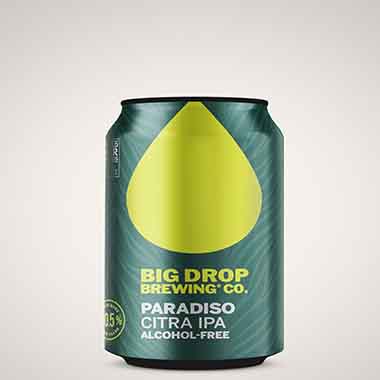 BIG DROP
BREWING® CO.
PARADISO
CITRA IPA
ALCOHOL-FREE
0.5%